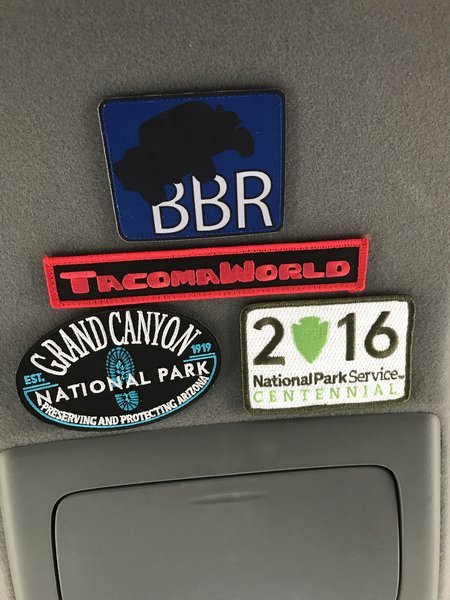 BBR
TACOMAWORLD
GRAND CANYON
EST. 1919
NATIONAL PARK
PRESERVING AND PROTECTING ARIZONA
2016
National Park Service
CENTENNIAL